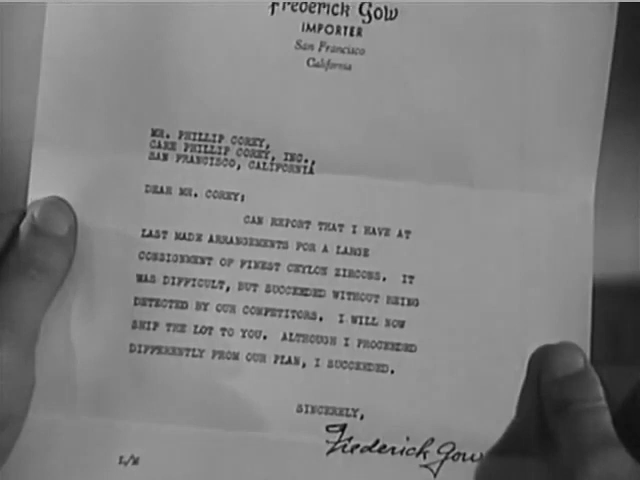 Frederick Gow
IMPORTER
San Francisco
California
MR. PHILLIP COREY,
CARE PHILLIP COREY, INC.,
SAN FRANCISCO, CALIFORNIA
DEAR MR. COREY;
CAN REPORT THAT I HAVE AT
LAST MADE ARRANGEMENTS FOR A LARGE
CONSIGNMENT OF FINEST CEYLON ZIRCONS. IT
WAS DIFFICULT, BUT SUCCEEDED WITHOUT BEING
DETECTED BY OUR COMPETITORS. I WILL NOW
SHIP THE LOT TO YOU. ALTHOUGH I PROCEEDED
DIFFERENTLY FROM OUR PLAN, I SUCCEEDED.
SINCERELY,
Frederick Gow
L/M